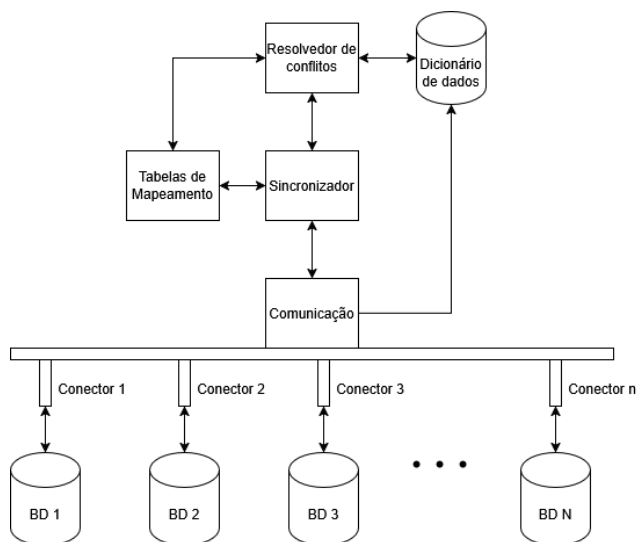 Resolvedor de
conflitos
Dicionário
de dados
Tabelas de
Mapeamento
Sincronizador
Comunicação
Conector 1
Conector 2
Conector 3
Conector n
BD 1
BD 2
BD 3
BD N